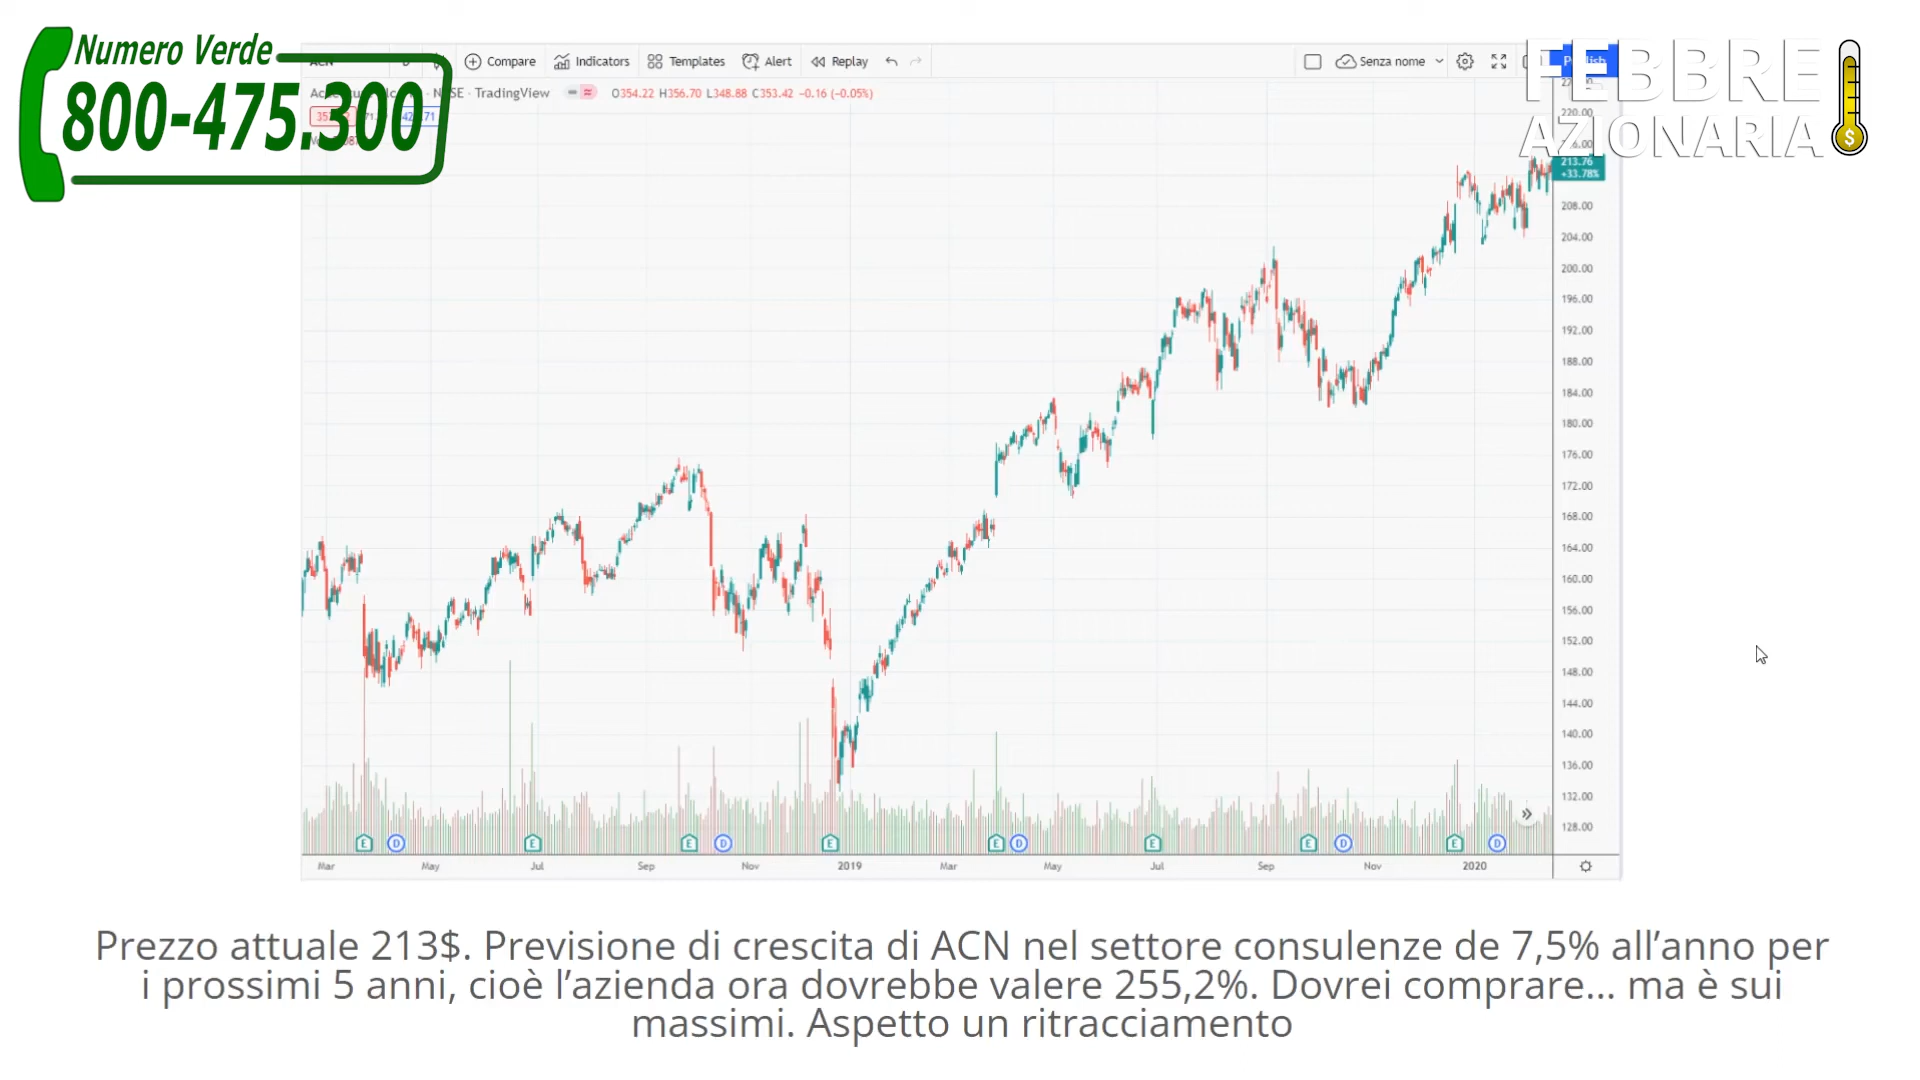 Numero Verde
800-475.300
Compare
Indicators
Templates
Alert
Replay
Senza nome
FEBBRE
AZIONARIA
TradingView
O354.22 H356.70 L348.88 C353.42 −0.16 (−0.05%)
220.00
213.76
+33.78%
208.00
204.00
200.00
196.00
192.00
188.00
184.00
180.00
176.00
172.00
168.00
164.00
160.00
156.00
152.00
148.00
144.00
140.00
136.00
132.00
128.00
E D E E D E E D E E D E D
Mar May Jul Sep Nov 2019 Mar May Jul Sep Nov 2020
Prezzo attuale 213$. Previsione di crescita di ACN nel settore consulenze de 7,5% all’anno per
i prossimi 5 anni, cioè l’azienda ora dovrebbe valere 255,2%. Dovrei comprare... ma è sui
massimi. Aspetto un ritracciamento